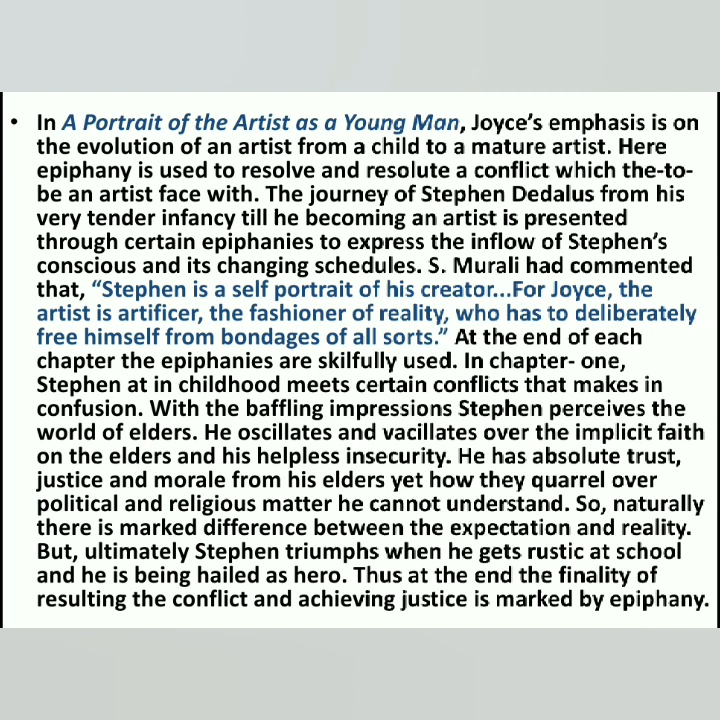 • In A Portrait of the Artist as a Young Man, Joyce’s emphasis is on
the evolution of an artist from a child to a mature artist. Here
epiphany is used to resolve and resolute a conflict which the-to-
be an artist face with. The journey of Stephen Dedalus from his
very tender infancy till he becoming an artist is presented
through certain epiphanies to express the inflow of Stephen’s
conscious and its changing schedules. S. Murali had commented
that, “Stephen is a self portrait of his creator...For Joyce, the
artist is artificer, the fashioner of reality, who has to deliberately
free himself from bondages of all sorts.” At the end of each
chapter the epiphanies are skilfully used. In chapter- one,
Stephen at in childhood meets certain conflicts that makes in
confusion. With the baffling impressions Stephen perceives the
world of elders. He oscillates and vacillates over the implicit faith
on the elders and his helpless insecurity. He has absolute trust,
justice and morale from his elders yet how they quarrel over
political and religious matter he cannot understand. So, naturally
there is marked difference between the expectation and reality.
But, ultimately Stephen triumphs when he gets rustic at school
and he is being hailed as hero. Thus at the end the finality of
resulting the conflict and achieving justice is marked by epiphany.